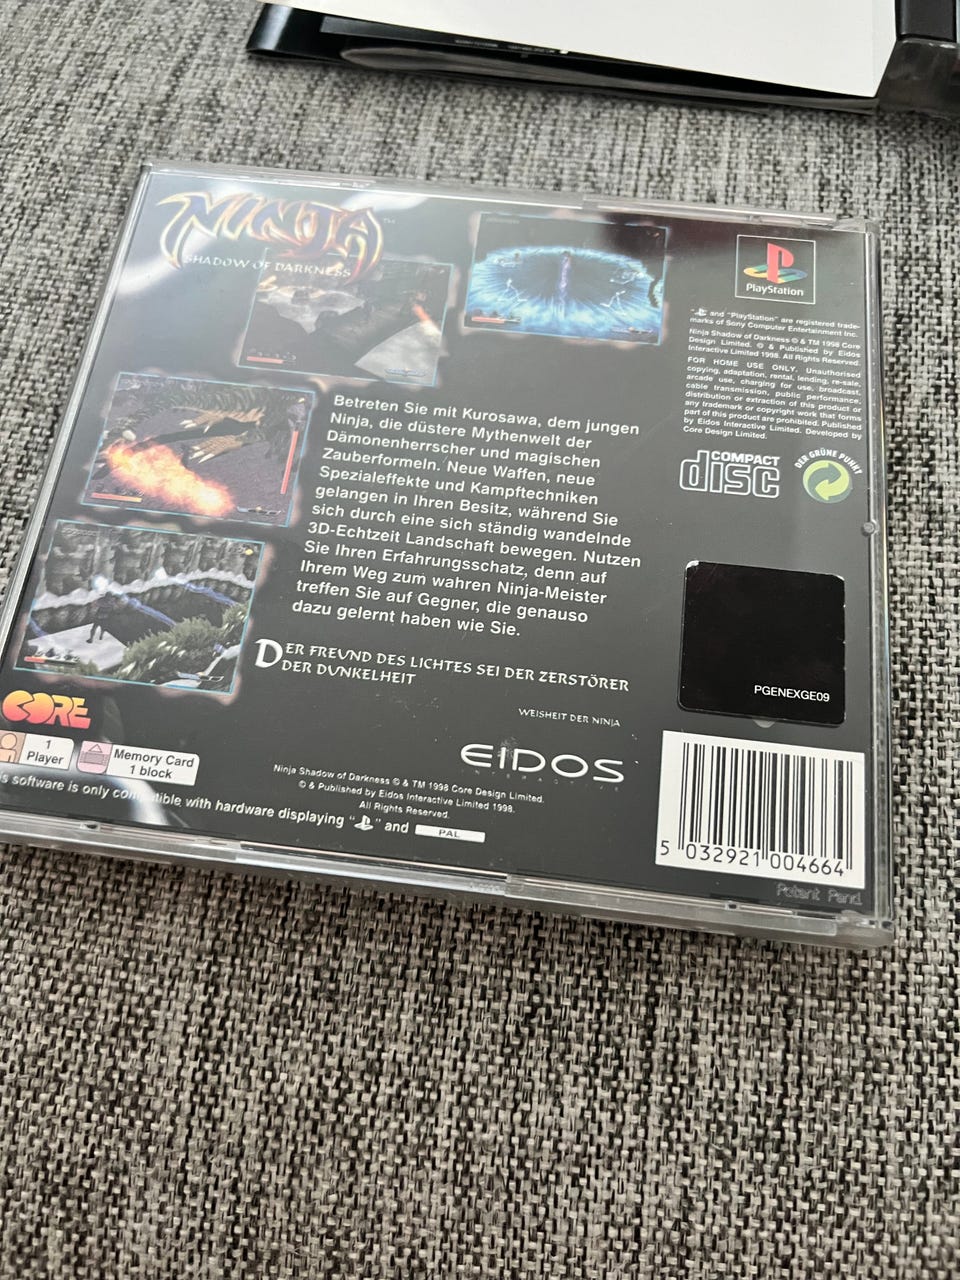 NINJA™
SHADOW OF DARKNESS
PlayStation
"PS" and "PlayStation" are registered trade-
marks of Sony Computer Entertainment Inc.
Ninja Shadow of Darkness © & TM 1998 Core
Design Limited. © & Published by Eidos
Interactive Limited 1998. All Rights Reserved.
FOR HOME USE ONLY. Unauthorised
copying, adaptation, rental, lending, re-sale,
arcade use, charging for use, broadcast,
cable transmission, public performance,
distribution or extraction of this product or
any trademark or copyright work that forms
part of this product are prohibited. Published
by Eidos Interactive Limited. Developed by
Core Design Limited.
COMPACT
disc
DER GRÜNE PUNKT
Betreten Sie mit Kurosawa, dem jungen
Ninja, die düstere Mythenwelt der
Dämonenherrscher und magischen
Zauberformeln. Neue Waffen, neue
Spezialeffekte und Kampftechniken
gelangen in Ihren Besitz, während Sie
sich durch eine sich ständig wandelnde
3D-Echtzeit Landschaft bewegen. Nutzen
Sie Ihren Erfahrungsschatz, denn auf
Ihrem Weg zum wahren Ninja-Meister
treffen Sie auf Gegner, die genauso
dazu gelernt haben wie Sie.
DER FREUND DES LICHTES SEI DER ZERSTÖRER
DER DUNKELHEIT
WEISHEIT DER NINJA
PGENEXGE09
CORE
1
Player
Memory Card
1 block
EIDOS
INTERACTIVE
Ninja Shadow of Darkness © & TM 1998 Core Design Limited.
© & Published by Eidos Interactive Limited 1998.
All Rights Reserved.
is software is only compatible with hardware displaying "PS" and PAL
5 032921 004664
Patent Pend.